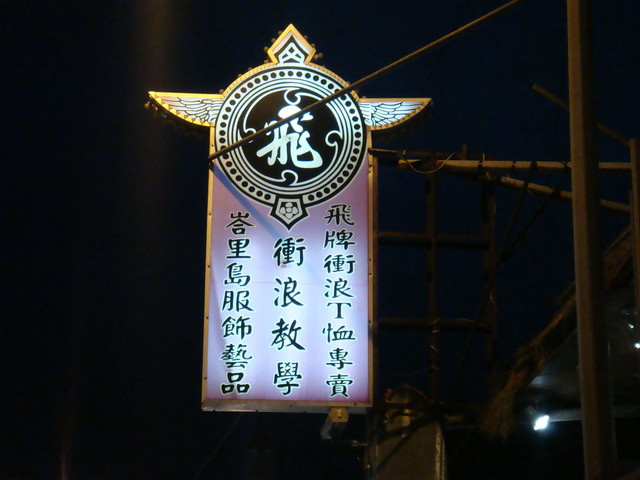 飛
飛牌衝浪T恤專賣
衝浪教學
峇里島服飾藝品